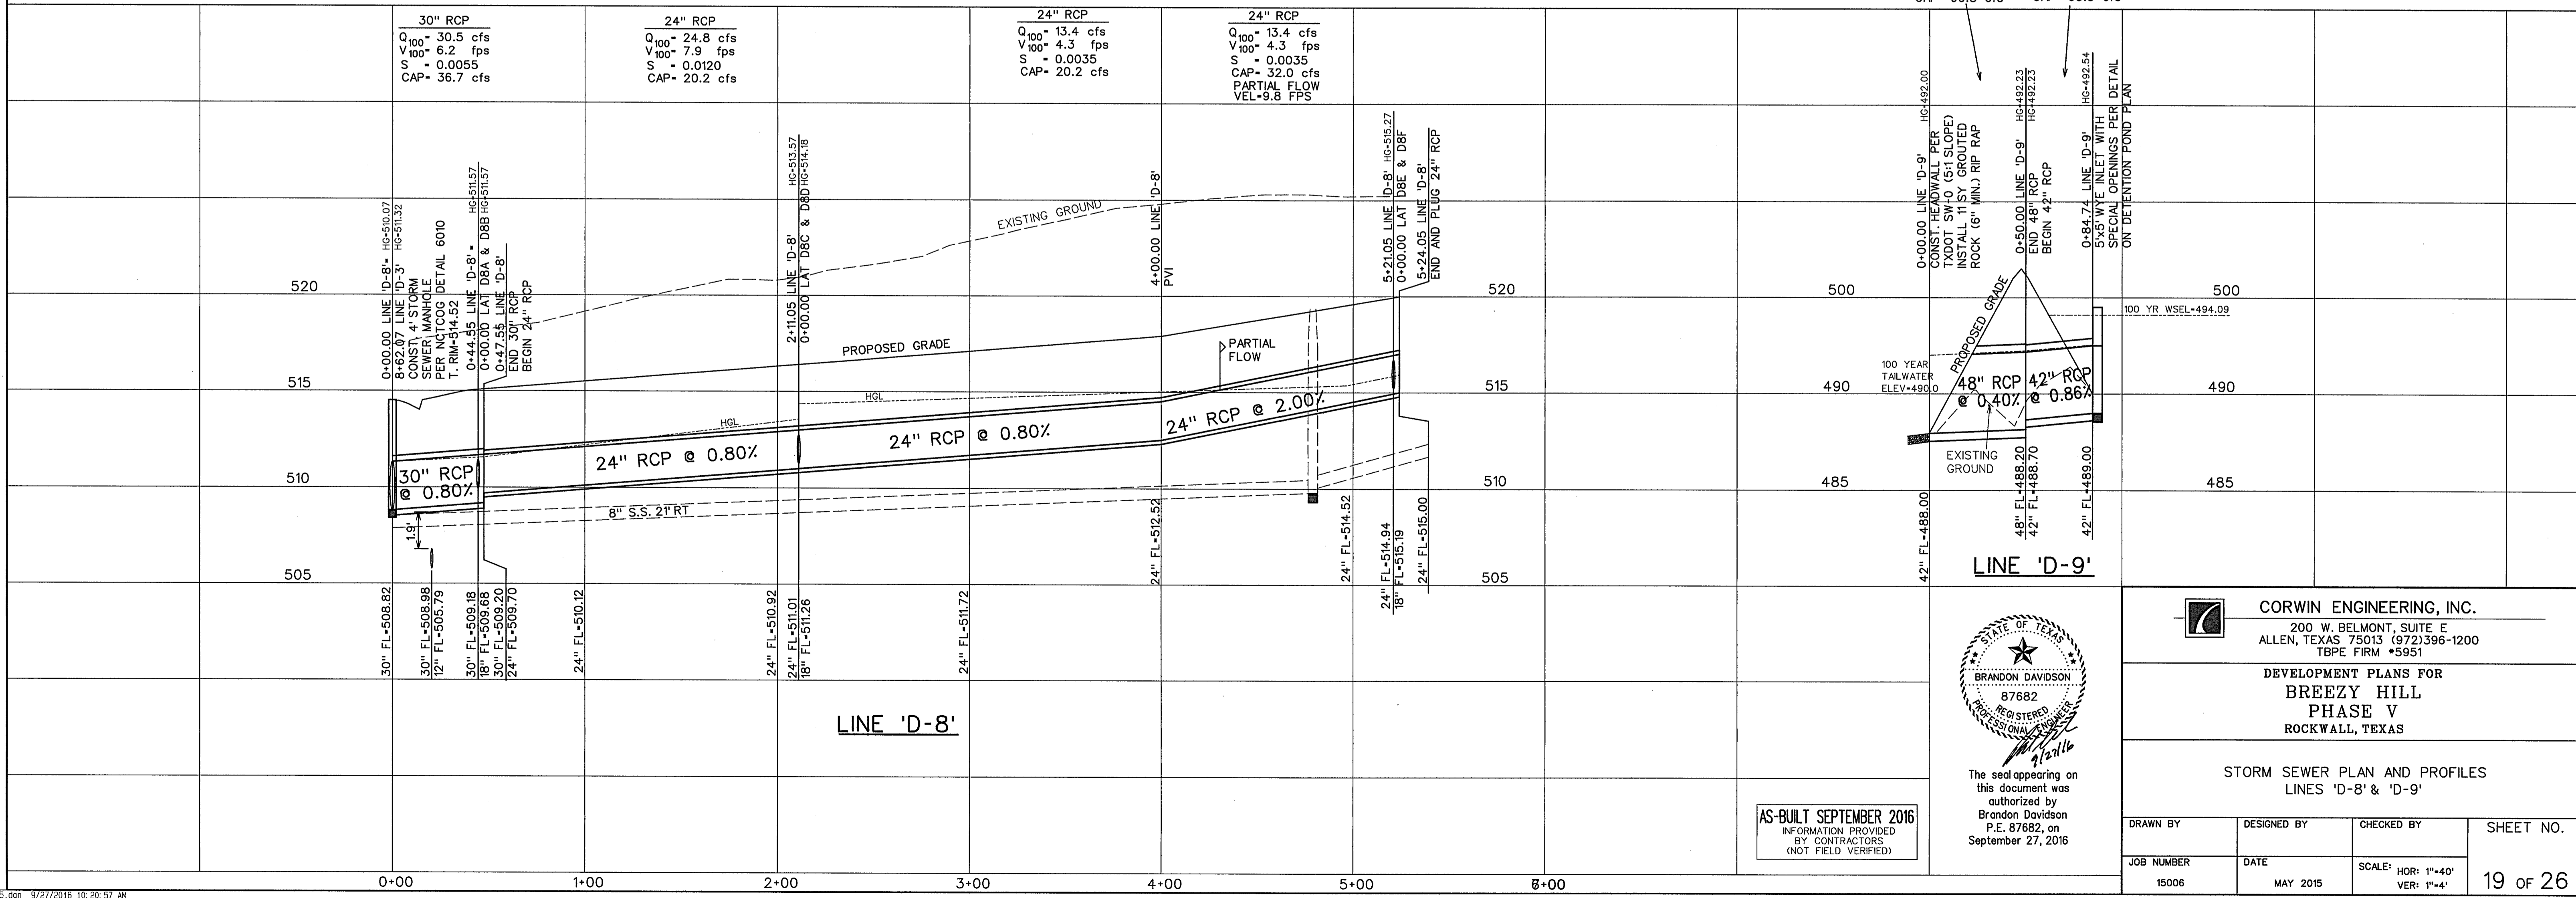 30" RCP
Q100= 30.5 cfs
V100= 6.2 fps
S = 0.0055
CAP= 36.7 cfs
24" RCP
Q100= 24.8 cfs
V100= 7.9 fps
S = 0.0120
CAP= 20.2 cfs
24" RCP
Q100= 13.4 cfs
V100= 4.3 fps
S = 0.0035
CAP= 20.2 cfs
24" RCP
Q100= 13.4 cfs
V100= 4.3 fps
S = 0.0035
CAP= 32.0 cfs
PARTIAL FLOW
VEL=9.8 FPS
0+00.00 LINE 'D-8'= HG=510.07
8+62.07 LINE 'D-3' HG=511.32
CONST. 4' STORM
SEWER MANHOLE
PER NCTCOG DETAIL 6010
T. RIM=514.52
0+44.55 LINE 'D-8'= HG=511.57
0+00.00 LAT D8A & D8B HG=511.57
0+47.55 LINE 'D-8'
END 30" RCP
BEGIN 24" RCP
2+11.05 LINE 'D-8' HG=513.57
0+00.00 LAT D8C & D8D HG=514.18
4+00.00 LINE 'D-8'
PVI
5+21.05 LINE 'D-8' HG=515.27
0+00.00 LAT D8E & D8F
5+24.05 LINE 'D-8'
END AND PLUG 24" RCP
0+00.00 LINE 'D-9' HG=492.00
CONST. HEADWALL PER
TXDOT SW-0 (5:1 SLOPE)
INSTALL 11 SY GROUTED
ROCK (6" MIN.) RIP RAP
0+50.00 LINE 'D-9' HG=492.23
END 48" RCP HG=492.23
BEGIN 42" RCP
0+84.74 LINE 'D-9' HG=492.54
5'x5' WYE INLET WITH
SPECIAL OPENINGS PER DETAIL
ON DETENTION POND PLAN
EXISTING GROUND
PROPOSED GRADE
PARTIAL
FLOW
HGL
HGL
520
515
510
505
520
515
510
505
500
490
485
500
490
485
30" RCP
@ 0.80%
24" RCP @ 0.80%
24" RCP @ 0.80%
24" RCP @ 2.00%
8" S.S. 21' RT
1.9'
PROPOSED GRADE
100 YR WSEL=494.09
100 YEAR
TAILWATER
ELEV=490.0
48" RCP
@ 0.40%
42" RCP
@ 0.86%
EXISTING
GROUND
30" FL=508.82
30" FL=508.98
12" FL=505.79
30" FL=509.18
18" FL=509.68
30" FL=509.20
24" FL=509.70
24" FL=510.12
24" FL=510.92
24" FL=511.01
18" FL=511.26
24" FL=511.72
24" FL=512.52
24" FL=514.52
24" FL=514.94
18" FL=515.19
24" FL=515.00
42" FL=488.00
48" FL=488.20
42" FL=488.70
42" FL=489.00
LINE 'D-8'
LINE 'D-9'
0+00
1+00
2+00
3+00
4+00
5+00
STATE OF TEXAS
BRANDON DAVIDSON
87682
REGISTERED
PROFESSIONAL ENGINEER
9/27/16
The seal appearing on
this document was
authorized by
Brandon Davidson
P.E. 87682, on
September 27, 2016
AS-BUILT SEPTEMBER 2016
INFORMATION PROVIDED
BY CONTRACTORS
(NOT FIELD VERIFIED)
CORWIN ENGINEERING, INC.
200 W. BELMONT, SUITE E
ALLEN, TEXAS 75013 (972)396-1200
TBPE FIRM #5951
DEVELOPMENT PLANS FOR
BREEZY HILL
PHASE V
ROCKWALL, TEXAS
STORM SEWER PLAN AND PROFILES
LINES 'D-8' & 'D-9'
DRAWN BY
DESIGNED BY
CHECKED BY
SHEET NO.
JOB NUMBER
15006
DATE
MAY 2015
SCALE: HOR: 1"=40'
VER: 1"=4'
19 OF 26
9/27/2016 10:20:57 AM